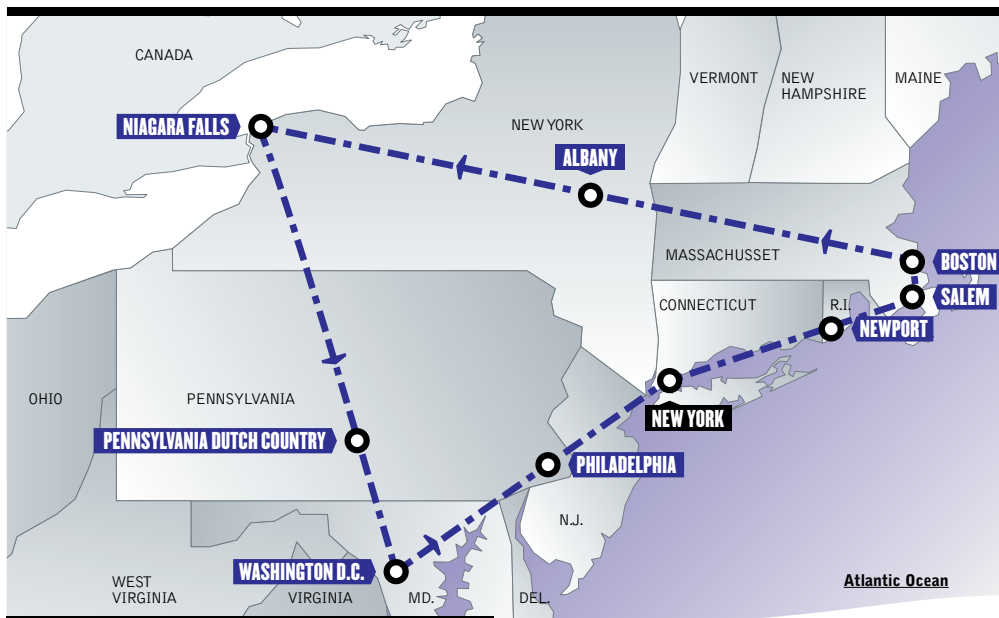 CANADA
VERMONT
NEW
HAMPSHIRE
MAINE
NIAGARA FALLS
NEW YORK
ALBANY
MASSACHUSSET
BOSTON
CONNECTICUT
R.I.
SALEM
NEWPORT
OHIO
PENNSYLVANIA
NEW YORK
PENNSYLVANIA DUTCH COUNTRY
PHILADELPHIA
N.J.
WASHINGTON D.C.
WEST
VIRGINIA
VIRGINIA
MD.
DEL.
Atlantic Ocean